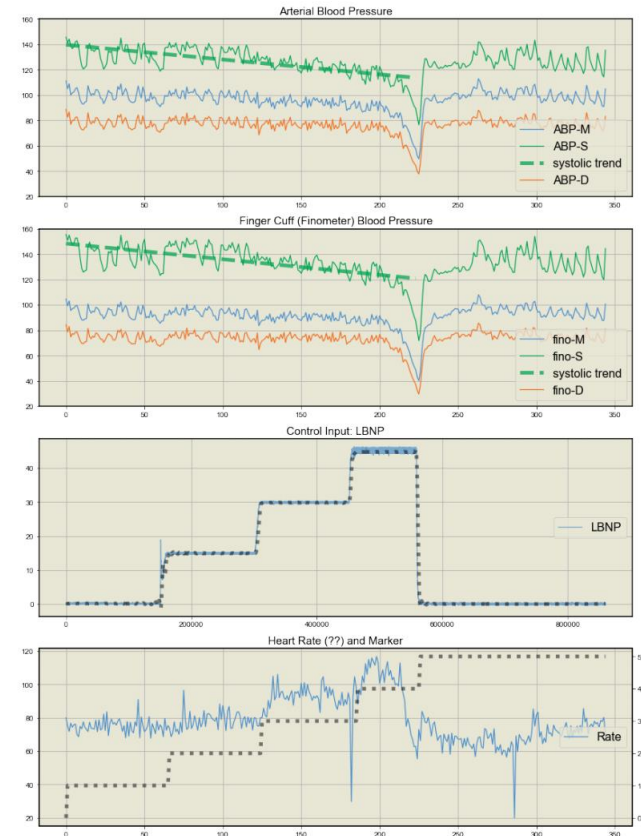 Arterial Blood Pressure
160
140
120
100
80
60
40
20
ABP-M
ABP-S
systolic trend
ABP-D
0 50 100 150 200 250 300 350
Finger Cuff (Finometer) Blood Pressure
160
140
120
100
80
60
40
20
fino-M
fino-S
systolic trend
fino-D
0 50 100 150 200 250 300 350
Control Input: LBNP
40
30
20
10
0
LBNP
0 200000 400000 600000 800000
Heart Rate (??) and Marker
120
100
80
60
40
20
5
4
3
2
1
0
Rate
0 50 100 150 200 250 300 350